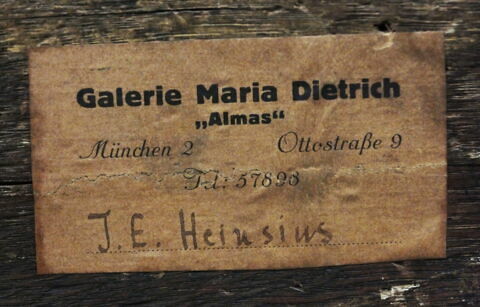 Galerie Maria Dietrich
„Almas“
München 2 Ottostraße 9
Tel: 57898
J. E. Heinsius